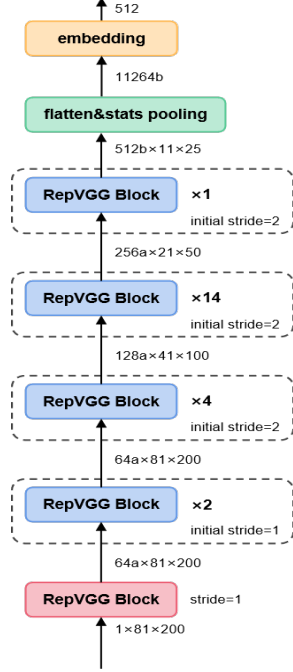 512
embedding
11264b
flatten&stats pooling
512b×11×25
RepVGG Block ×1
initial stride=2
256a×21×50
RepVGG Block ×14
initial stride=2
128a×41×100
RepVGG Block ×4
initial stride=2
64a×81×200
RepVGG Block ×2
initial stride=1
64a×81×200
RepVGG Block stride=1
1×81×200